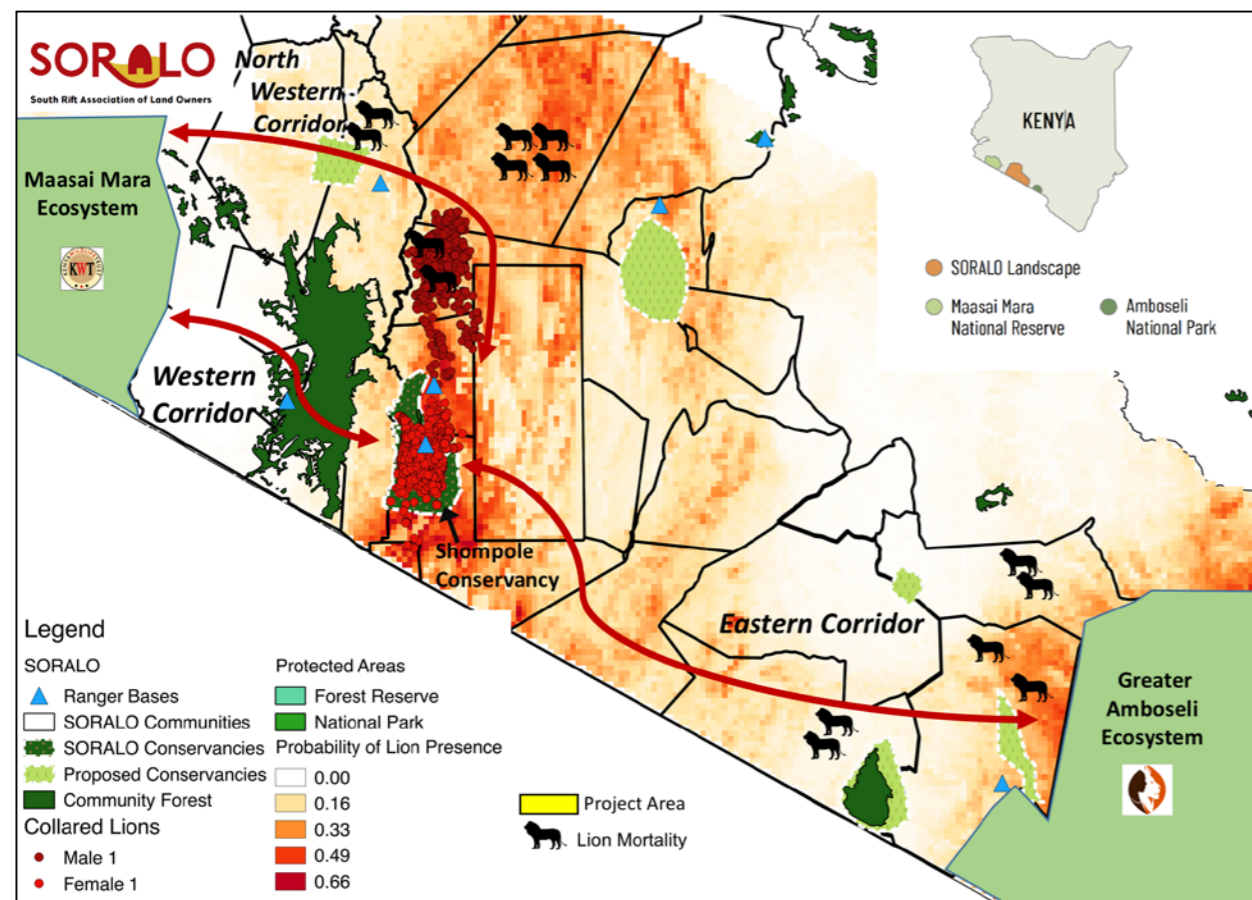 SORALO
South Rift Association of Land Owners
North
Western
Corridor
Maasai Mara
Ecosystem
KWT
Western
Corridor
Shompole
Conservancy
Eastern Corridor
Greater
Amboseli
Ecosystem
KENYA
SORALO Landscape
Maasai Mara
National Reserve
Amboseli
National Park
Legend
SORALO
Ranger Bases
SORALO Communities
SORALO Conservancies
Proposed Conservancies
Community Forest
Collared Lions
Male 1
Female 1
Protected Areas
Forest Reserve
National Park
Probability of Lion Presence
0.00
0.16
0.33
0.49
0.66
Project Area
Lion Mortality